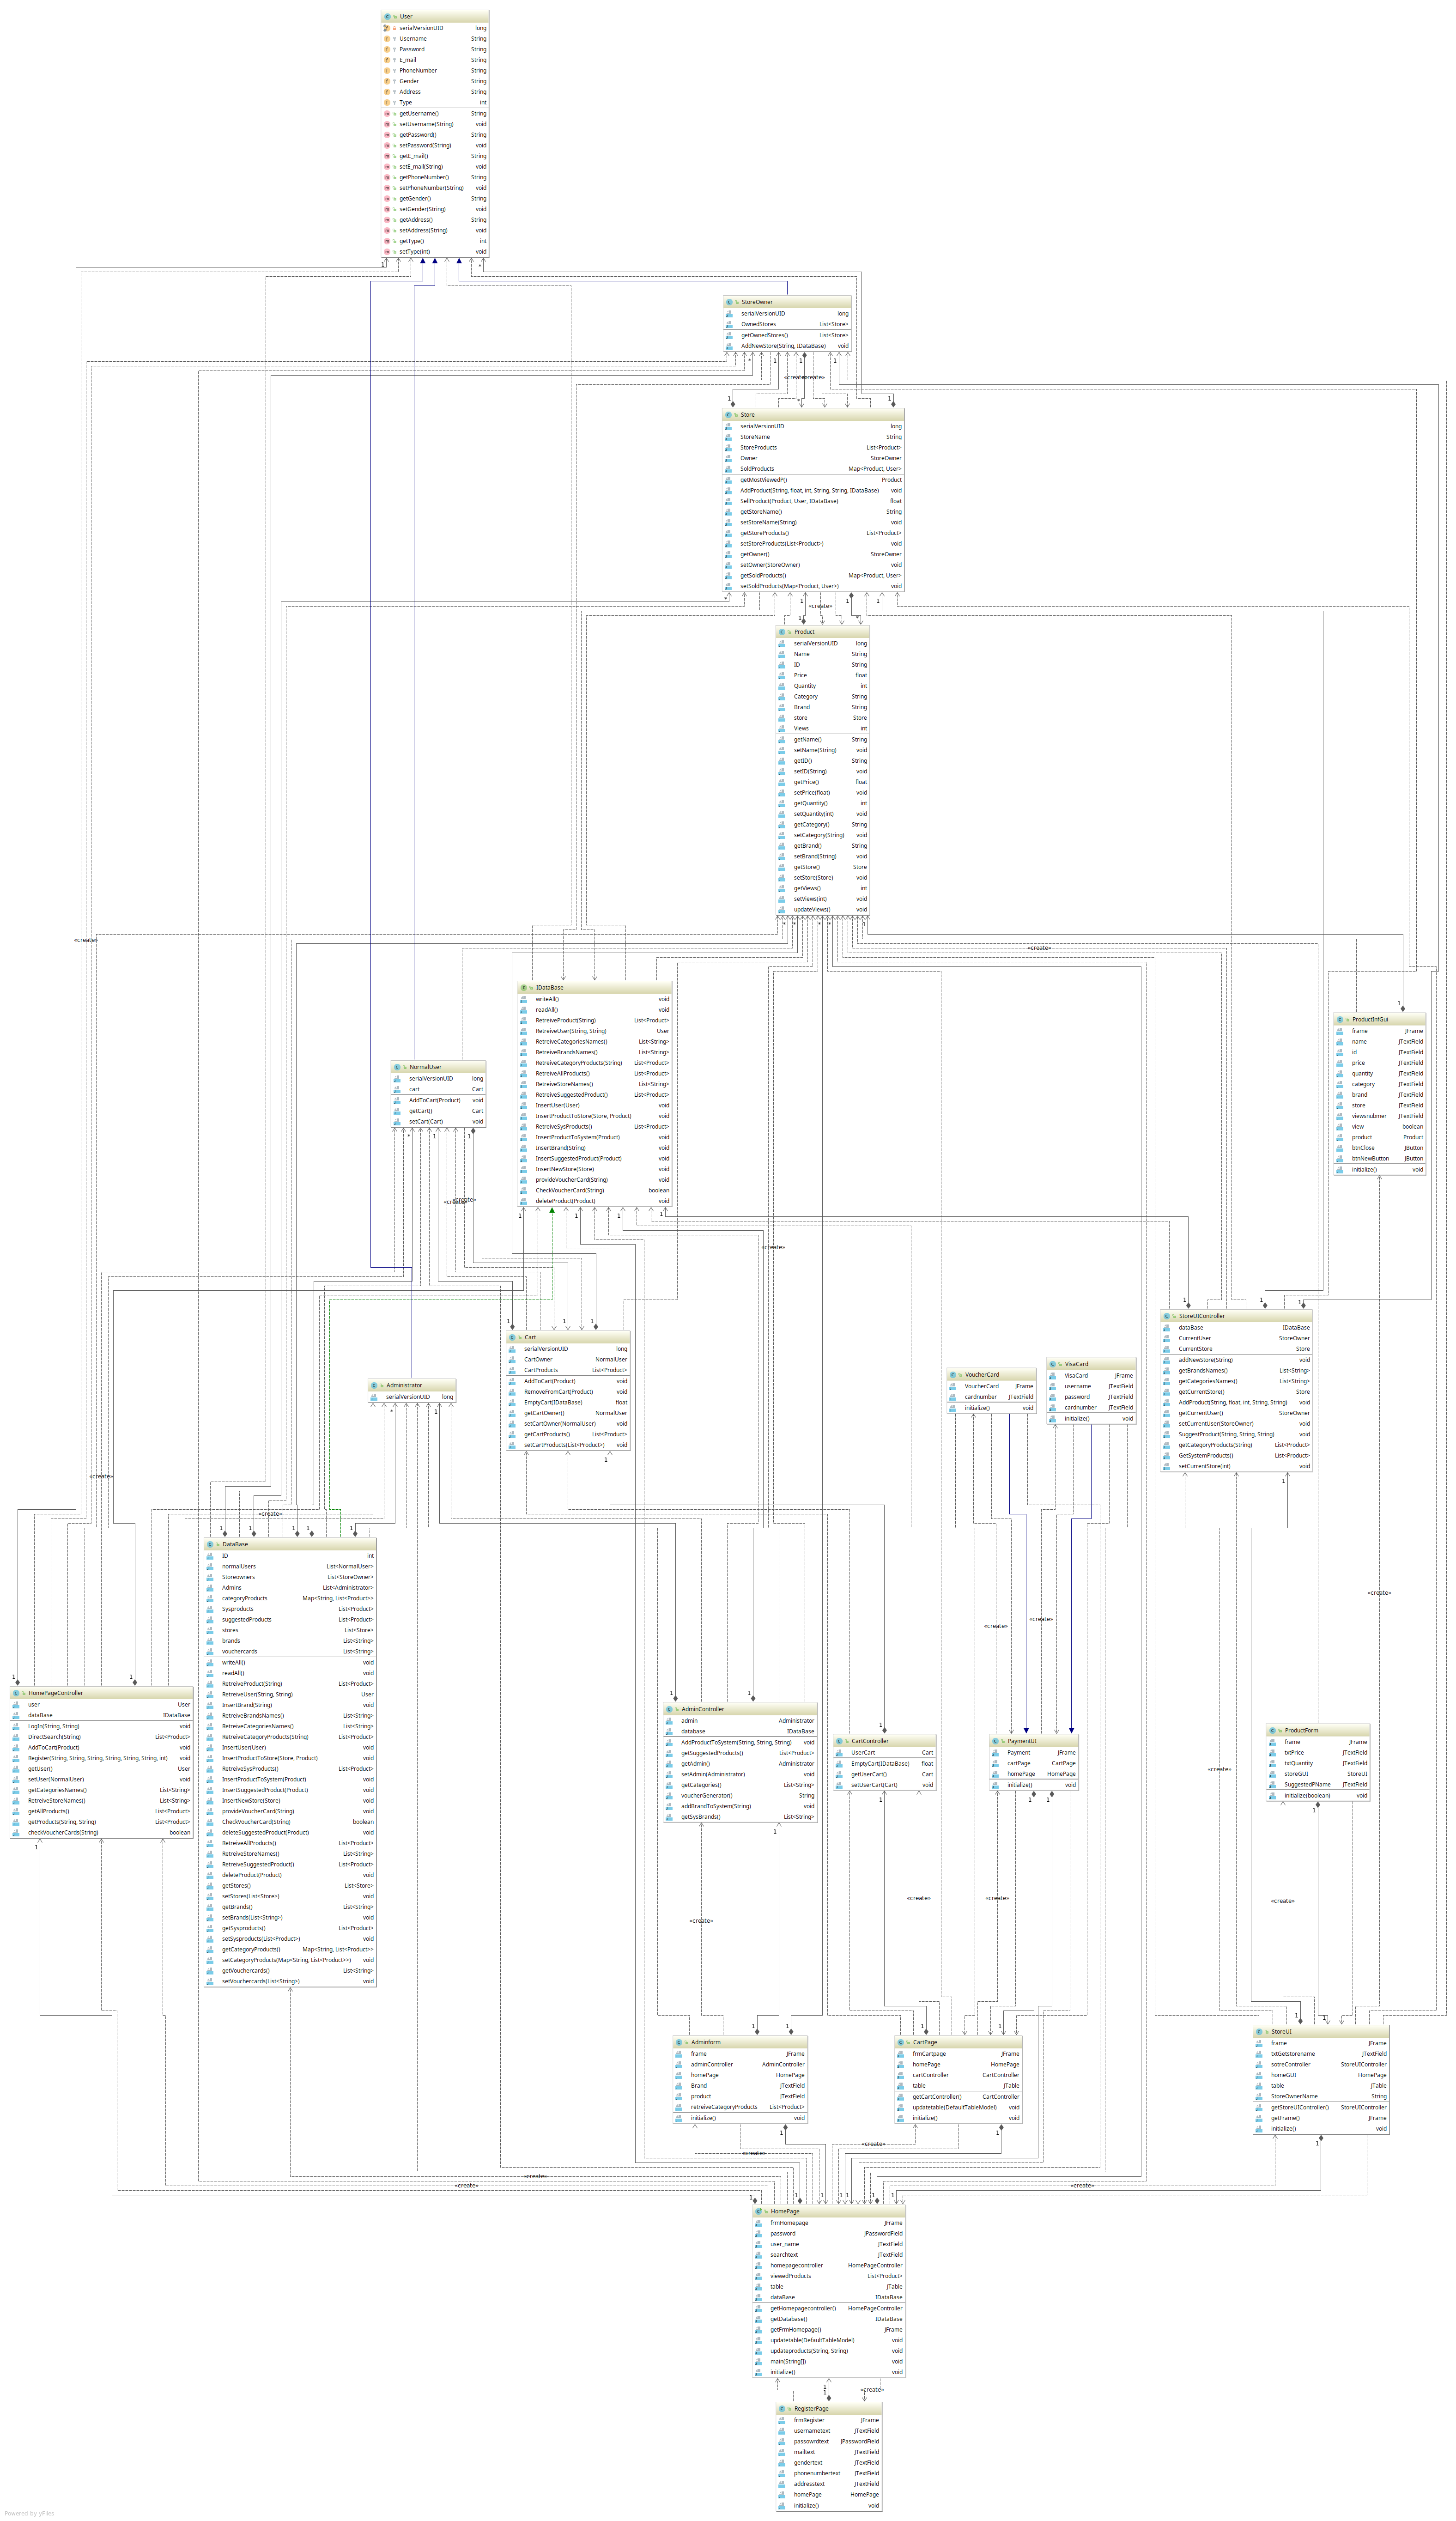 User
serialVersionUID long
Username String
Password String
E_mail String
PhoneNumber String
Gender String
Address String
Type int
getUsername() String
setUsername(String) void
getPassword() String
setPassword(String) void
getE_mail() String
setE_mail(String) void
getPhoneNumber() String
setPhoneNumber(String) void
getGender() String
setGender(String) void
getAddress() String
setAddress(String) void
getType() int
setType(int) void
StoreOwner
serialVersionUID long
OwnedStores List<Store>
getOwnedStores() List<Store>
AddNewStore(String, IDataBase) void
Store
serialVersionUID long
StoreName String
StoreProducts List<Product>
Owner StoreOwner
SoldProducts Map<Product, User>
getMostViewedP() Product
AddProduct(String, float, int, String, String, IDataBase) void
SellProduct(Product, User, IDataBase) float
getStoreName() String
setStoreName(String) void
getStoreProducts() List<Product>
setStoreProducts(List<Product>) void
getOwner() StoreOwner
setOwner(StoreOwner) void
getSoldProducts() Map<Product, User>
setSoldProducts(Map<Product, User>) void
«create»
Product
serialVersionUID long
Name String
ID String
Price float
Quantity int
Category String
Brand String
store Store
Views int
getName() String
setName(String) void
getID() String
setID(String) void
getPrice() float
setPrice(float) void
getQuantity() int
setQuantity(int) void
getCategory() String
setCategory(String) void
getBrand() String
setBrand(String) void
getStore() Store
setStore(Store) void
getViews() int
setViews(int) void
updateViews() void
«create»
«create»
IDataBase
writeAll() void
readAll() void
RetreiveProduct(String) List<Product>
RetreiveUser(String, String) User
RetreiveCategoriesNames() List<String>
RetreiveBrandsNames() List<String>
RetreiveCategoryProducts(String) List<Product>
RetreiveAllProducts() List<Product>
RetreiveStoreNames() List<String>
RetreiveSuggestedProduct() List<Product>
InsertUser(User) void
InsertProductToStore(Store, Product) void
RetreiveSysProducts() List<Product>
InsertProductToSystem(Product) void
InsertBrand(String) void
InsertSuggestedProduct(Product) void
InsertNewStore(Store) void
provideVoucherCard(String) void
CheckVoucherCard(String) boolean
deleteProduct(Product) void
ProductInfGui
frame JFrame
name JTextField
id JTextField
price JTextField
quantity JTextField
category JTextField
brand JTextField
store JTextField
viewsnubmer JTextField
view boolean
product Product
btnClose JButton
btnNewButton JButton
initialize() void
NormalUser
serialVersionUID long
cart Cart
AddToCart(Product) void
getCart() Cart
setCart(Cart) void
«create»
StoreUIController
dataBase IDataBase
CurrentUser StoreOwner
CurrentStore Store
addNewStore(String) void
getBrandsNames() List<String>
getCategoriesNames() List<String>
getCurrentStore() Store
AddProduct(String, float, int, String, String) void
getCurrentUser() StoreOwner
setCurrentUser(StoreOwner) void
SuggestProduct(String, String, String) void
getCategoryProducts(String) List<Product>
GetSystemProducts() List<Product>
setCurrentStore(int) void
Cart
serialVersionUID long
CartOwner NormalUser
CartProducts List<Product>
AddToCart(Product) void
RemoveFromCart(Product) void
EmptyCart(IDataBase) float
getCartOwner() NormalUser
setCartOwner(NormalUser) void
getCartProducts() List<Product>
setCartProducts(List<Product>) void
VisaCard
VisaCard JFrame
username JTextField
password JTextField
cardnumber JTextField
initialize() void
VoucherCard
VoucherCard JFrame
cardnumber JTextField
initialize() void
Administrator
serialVersionUID long
«create»
«create»
DataBase
ID int
normalUsers List<NormalUser>
Storeowners List<StoreOwner>
Admins List<Administrator>
categoryProducts Map<String, List<Product>>
Sysproducts List<Product>
suggestedProducts List<Product>
stores List<Store>
brands List<String>
vouchercards List<String>
writeAll() void
readAll() void
RetreiveProduct(String) List<Product>
RetreiveUser(String, String) User
InsertBrand(String) void
RetreiveBrandsNames() List<String>
RetreiveCategoriesNames() List<String>
RetreiveCategoryProducts(String) List<Product>
InsertUser(User) void
InsertProductToStore(Store, Product) void
RetreiveSysProducts() List<Product>
InsertProductToSystem(Product) void
InsertSuggestedProduct(Product) void
InsertNewStore(Store) void
provideVoucherCard(String) void
CheckVoucherCard(String) boolean
deleteSuggestedProduct(Product) void
RetreiveAllProducts() List<Product>
RetreiveStoreNames() List<String>
RetreiveSuggestedProduct() List<Product>
deleteProduct(Product) void
getStores() List<Store>
setStores(List<Store>) void
getBrands() List<String>
setBrands(List<String>) void
getSysproducts() List<Product>
setSysproducts(List<Product>) void
getCategoryProducts() Map<String, List<Product>>
setCategoryProducts(Map<String, List<Product>>) void
getVouchercards() List<String>
setVouchercards(List<String>) void
«create»
«create»
«create»
HomePageController
user User
dataBase IDataBase
LogIn(String, String) void
DirectSearch(String) List<Product>
AddToCart(Product) void
Register(String, String, String, String, String, String, int) void
getUser() User
setUser(NormalUser) void
getCategoriesNames() List<String>
RetreiveStoreNames() List<String>
getAllProducts() List<Product>
getProducts(String, String) List<Product>
checkVoucherCards(String) boolean
AdminController
admin Administrator
database IDataBase
AddProductToSystem(String, String, String) void
getSuggestedProducts() List<Product>
getAdmin() Administrator
setAdmin(Administrator) void
getCategories() List<String>
voucherGenerator() String
addBrandToSystem(String) void
getSysBrands() List<String>
CartController
UserCart Cart
EmptyCart(IDataBase) float
getUserCart() Cart
setUserCart(Cart) void
PaymentUI
Payment JFrame
cartPage CartPage
homePage HomePage
initialize() void
ProductForm
frame JFrame
txtPrice JTextField
txtQuantity JTextField
storeGUI StoreUI
SuggestedPName JTextField
initialize(boolean) void
«create»
«create»
«create»
«create»
«create»
Adminform
frame JFrame
adminController AdminController
homePage HomePage
Brand JTextField
product JTextField
retreiveCategoryProducts List<Product>
initialize() void
CartPage
frmCartpage JFrame
homePage HomePage
cartController CartController
table JTable
getCartController() CartController
updatetable(DefaultTableModel) void
initialize() void
StoreUI
frame JFrame
txtGetstorename JTextField
sotreController StoreUIController
homeGUI HomePage
table JTable
StoreOwnerName String
getStoreUIController() StoreUIController
getFrame() JFrame
initialize() void
«create»
«create»
«create»
«create»
«create»
HomePage
frmHomepage JFrame
password JPasswordField
user_name JTextField
searchtext JTextField
homepagecontroller HomePageController
viewedProducts List<Product>
table JTable
dataBase IDataBase
getHomepagecontroller() HomePageController
getDatabase() IDataBase
getFrmHomepage() JFrame
updatetable(DefaultTableModel) void
updateproducts(String, String) void
main(String[]) void
initialize() void
«create»
RegisterPage
frmRegister JFrame
usernametext JTextField
passowrdtext JPasswordField
mailtext JTextField
gendertext JTextField
phonenumbertext JTextField
addresstext JTextField
homePage HomePage
initialize() void
Powered by yFiles